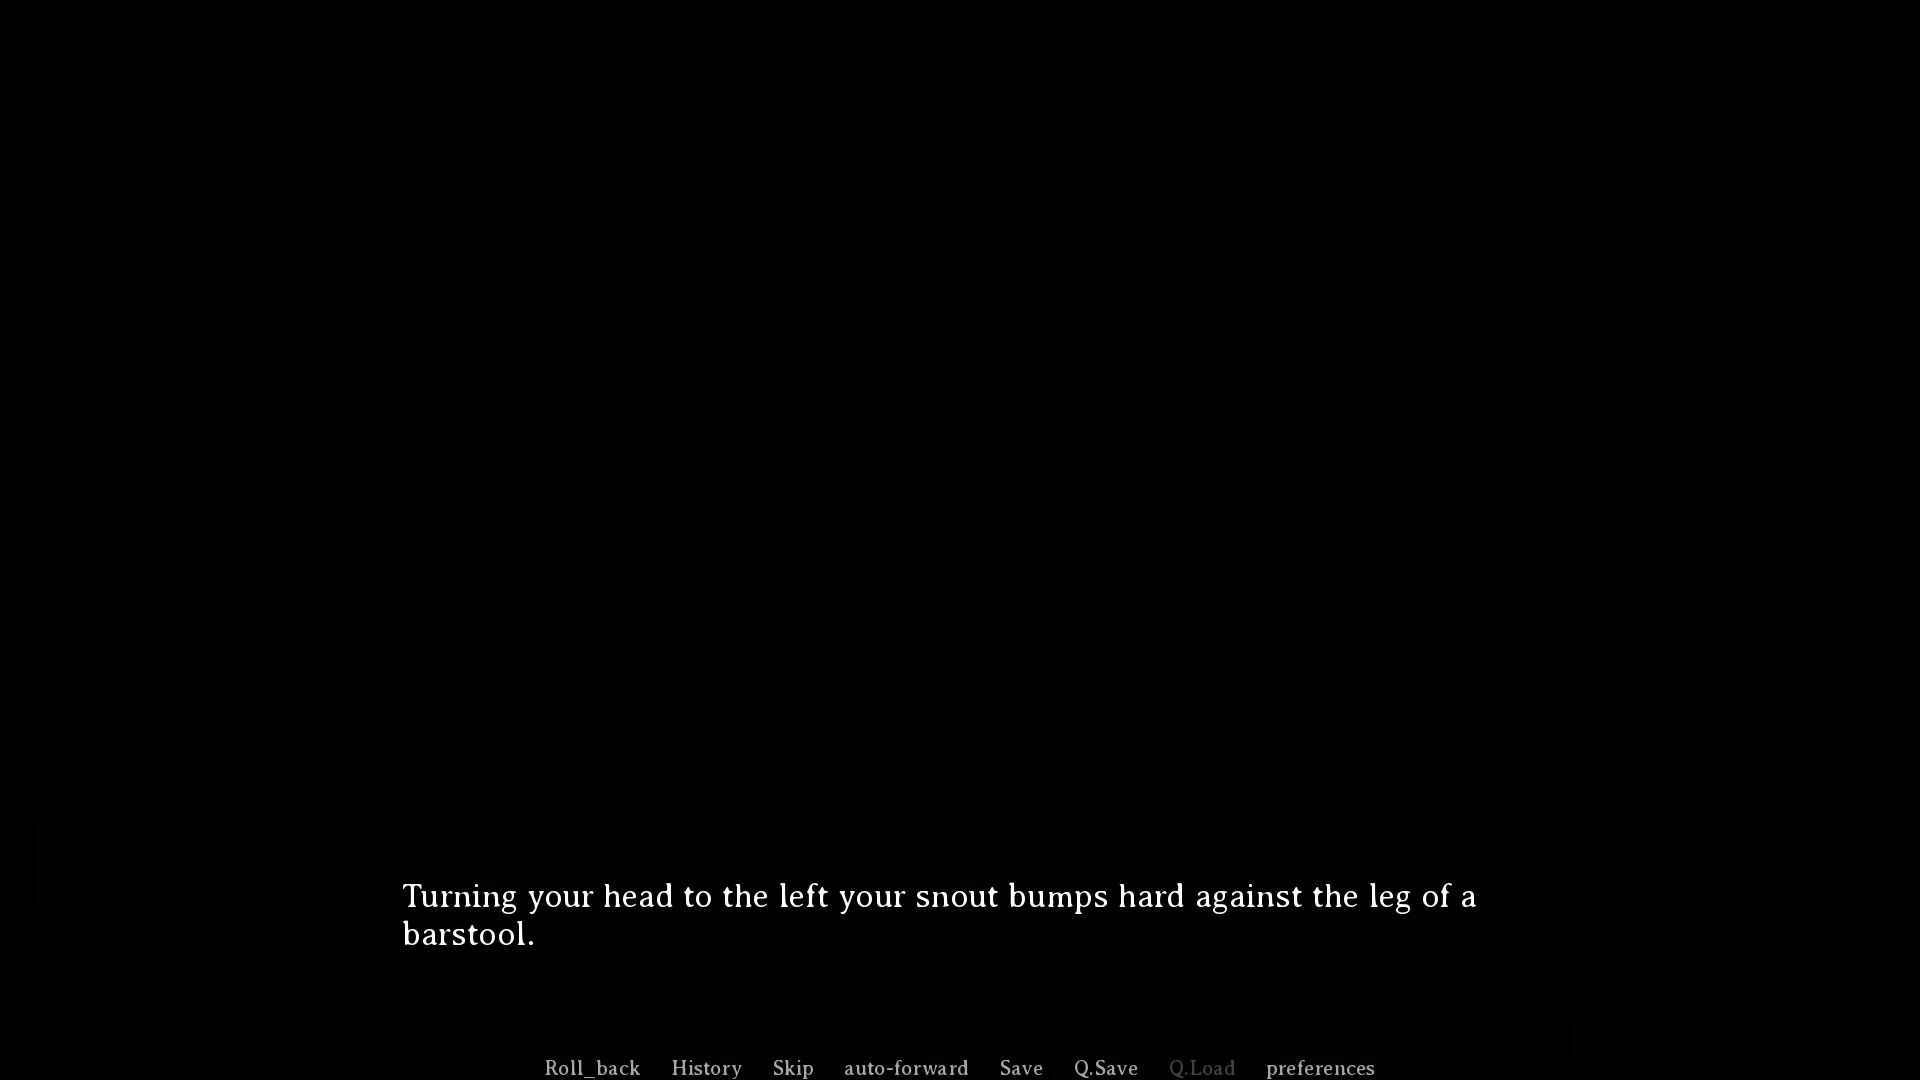 Turning your head to the left your snout bumps hard against the leg of a
barstool.
Roll_back History Skip auto-forward Save Q.Save Q.Load preferences